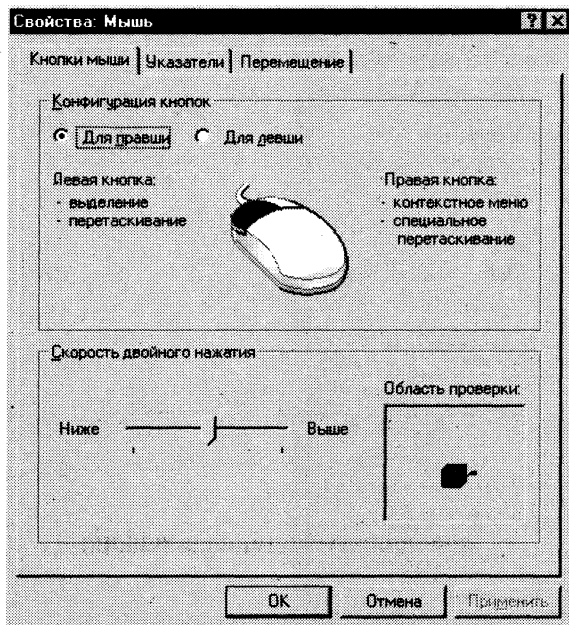 Свойства: Мышь
Кнопки мыши Указатели Перемещение
Конфигурация кнопок
Для правши Для левши
Левая кнопка:
- выделение
- перетаскивание
Правая кнопка:
- контекстное меню
- специальное
перетаскивание
Скорость двойного нажатия
Область проверки:
Ниже Выше
OK Отмена Применить